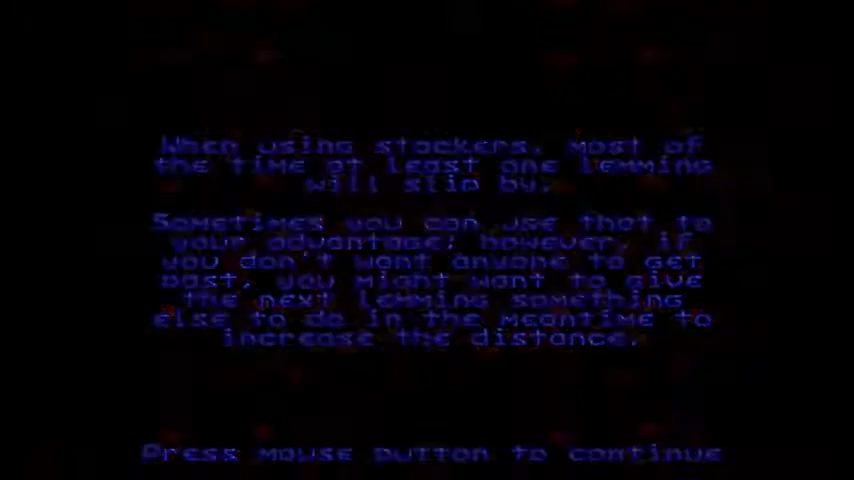 When using stackers, most of
the time at least one lemming
will slip by.
Sometimes you can use that to
your advantage; however, if
you don't want anyone to get
past, you might want to give
the next lemming something
else to do in the meantime to
increase the distance.
Press mouse button to continue